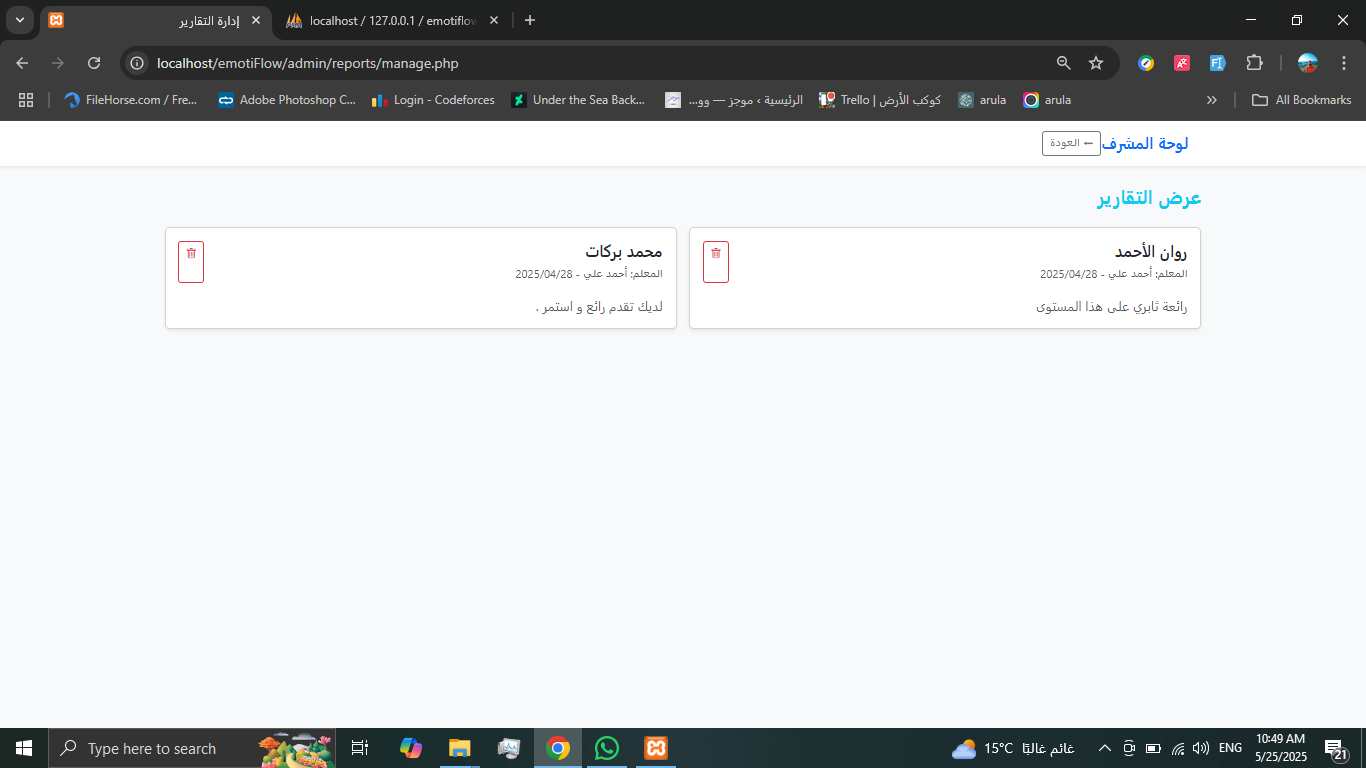 إدارة التقارير
localhost / 127.0.0.1 / emotiflow
localhost/emotiFlow/admin/reports/manage.php
FileHorse.com / Fre...
Adobe Photoshop C...
Login - Codeforces
Under the Sea Back...
الرئيسية › موجز — وو...
Trello | كوكب الأرض
arula
arula
All Bookmarks
لوحة المشرف
← العودة
عرض التقارير
روان الأحمد
المعلم: أحمد علي - 2025/04/28
رائعة ثابري على هذا المستوى
محمد بركات
المعلم: أحمد علي - 2025/04/28
لديك تقدم رائع و استمر .
Type here to search
15°C غائم غالبًا
ENG
10:49 AM
5/25/2025
21